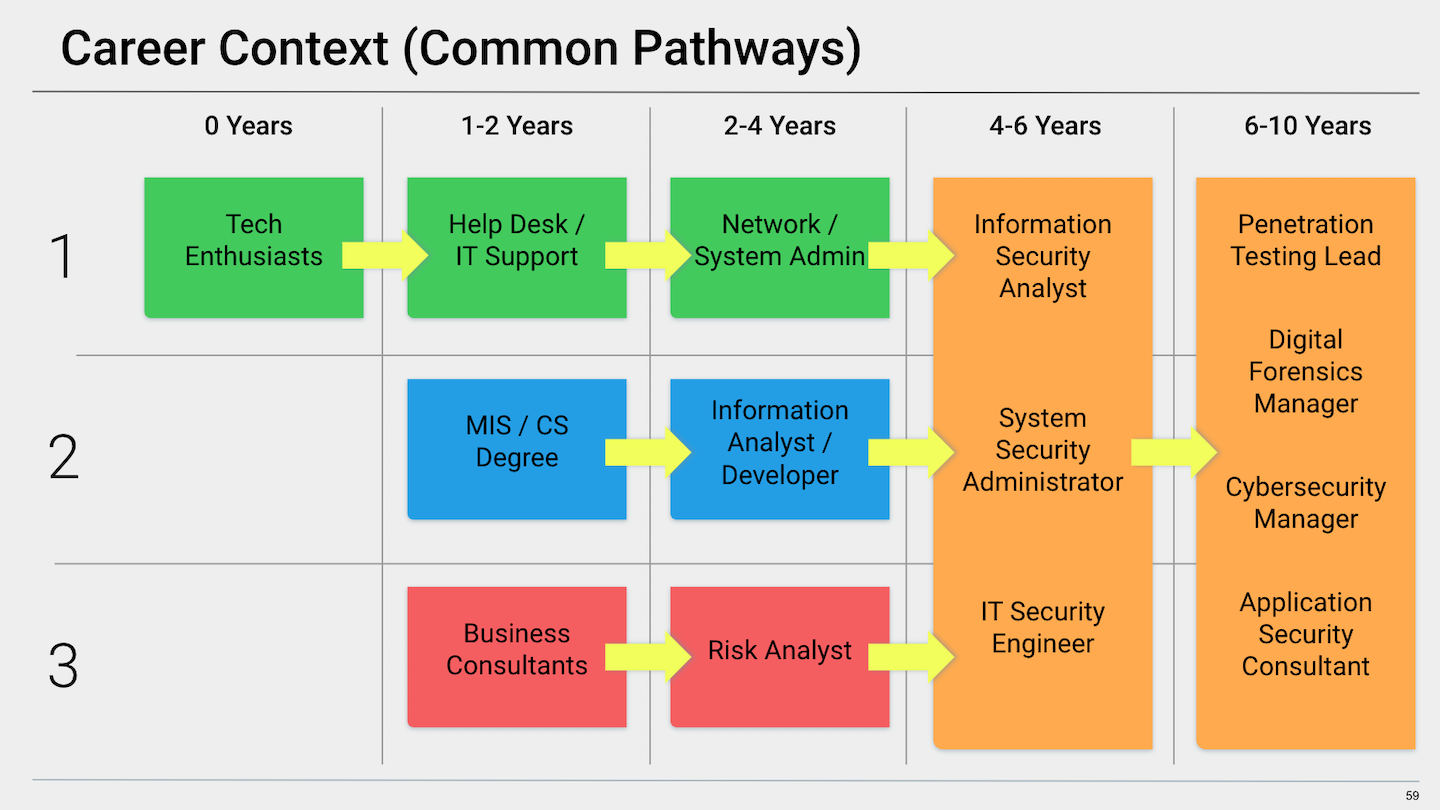 Career Context (Common Pathways)
0 Years
1-2 Years
2-4 Years
4-6 Years
6-10 Years
1
Tech
Enthusiasts
Help Desk /
IT Support
Network /
System Admin
Information
Security
Analyst
Penetration
Testing Lead
Digital
Forensics
Manager
2
MIS / CS
Degree
Information
Analyst /
Developer
System
Security
Administrator
Cybersecurity
Manager
3
Business
Consultants
Risk Analyst
IT Security
Engineer
Application
Security
Consultant
59